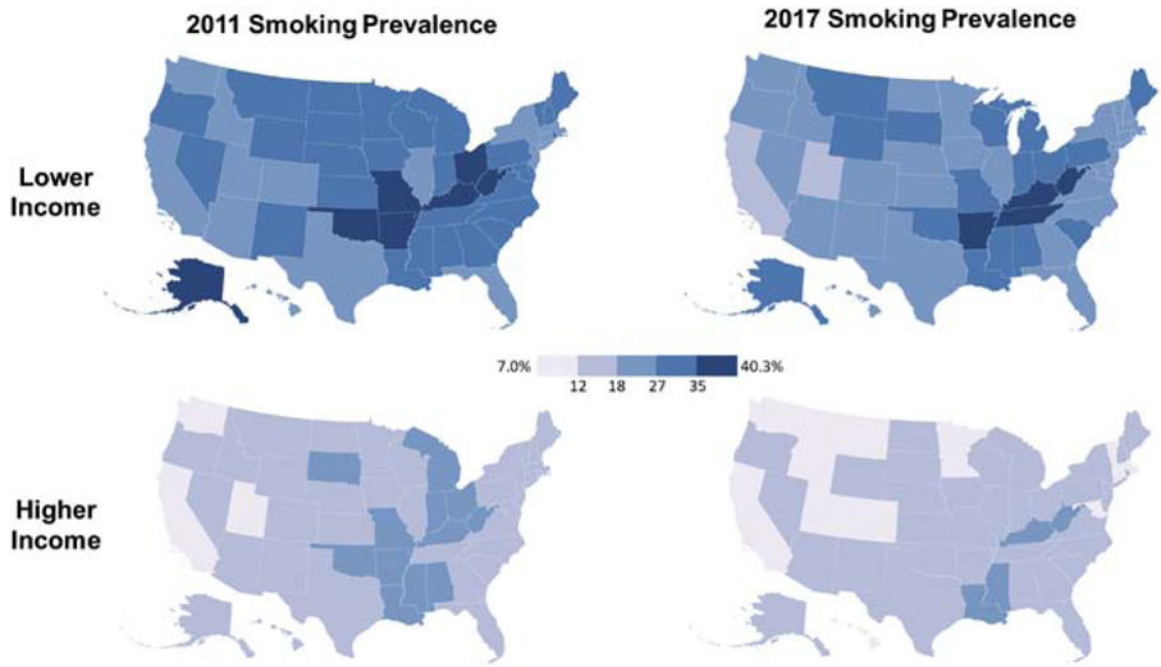 2011 Smoking Prevalence
2017 Smoking Prevalence
Lower
Income
7.0%
40.3%
12
18
27
35
Higher
Income